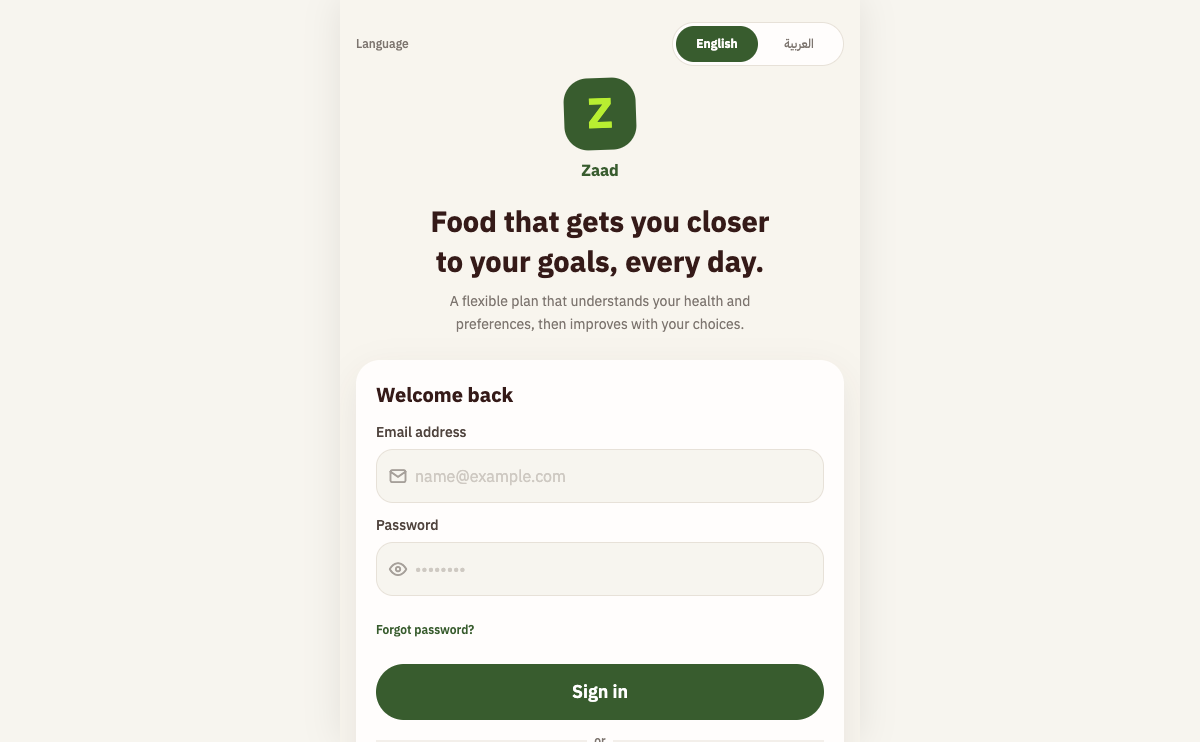 Language
English
العربية
Z
Zaad
Food that gets you closer
to your goals, every day.
A flexible plan that understands your health and
preferences, then improves with your choices.
Welcome back
Email address
name@example.com
Password
••••••••
Forgot password?
Sign in
or